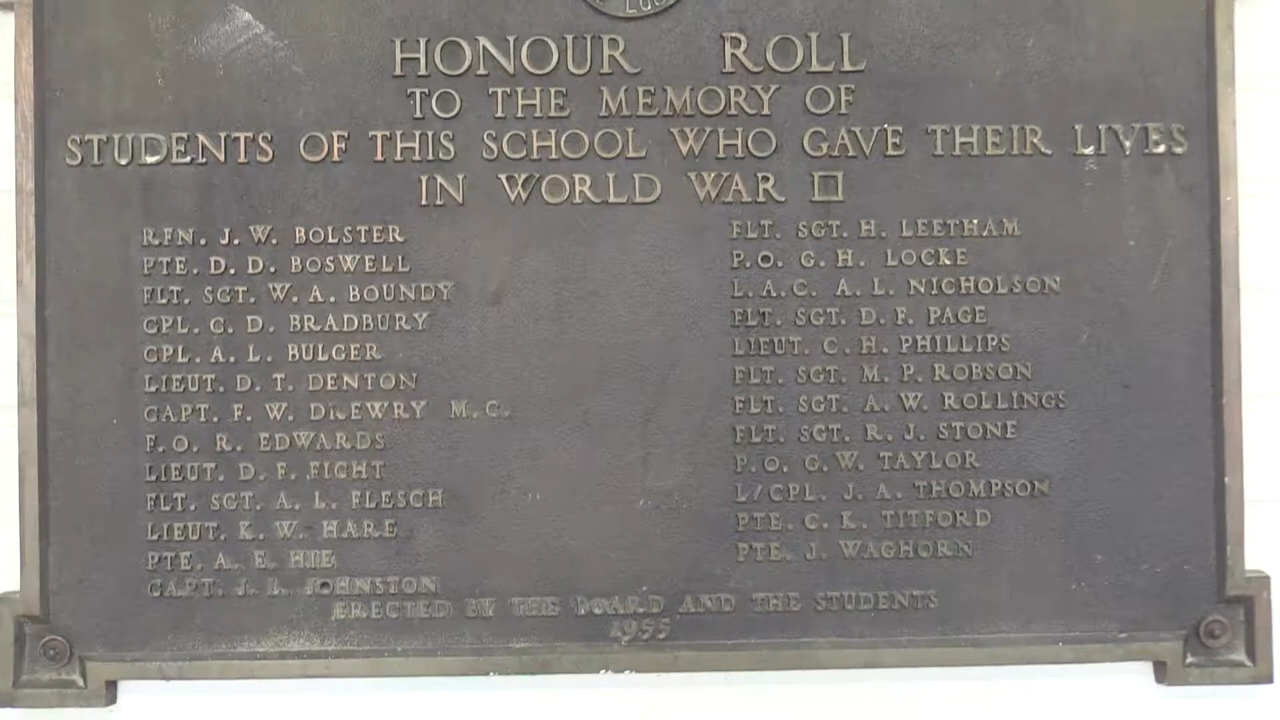 HONOUR ROLL
TO THE MEMORY OF
STUDENTS OF THIS SCHOOL WHO GAVE THEIR LIVES
IN WORLD WAR II
RFN. J. W. BOLSTER
PTE. D. D. BOSWELL
FLT. SGT. W. A. BOUNDY
CPL. C. D. BRADBURY
CPL. A. L. BULGER
LIEUT. D. T. DENTON
CAPT. F. W. DREWRY M. C.
F. O. R. EDWARDS
LIEUT. D. F. FIGHT
FLT. SGT. A. L. FLESCH
LIEUT. K. W. HARE
PTE. A. E. HIE
CAPT. J. L. JOHNSTON
FLT. SGT. H. LEETHAM
P. O. G. H. LOCKE
L. A. C. A. L. NICHOLSON
FLT. SGT. D. F. PAGE
LIEUT. C. H. PHILLIPS
FLT. SGT. M. P. ROBSON
FLT. SGT. A. W. ROLLINGS
FLT. SGT. R. J. STONE
P. O. G. W. TAYLOR
L/CPL. J. A. THOMPSON
PTE. C. K. TITFORD
PTE. J. WAGHORN
ERECTED BY THE BOARD AND THE STUDENTS
1955